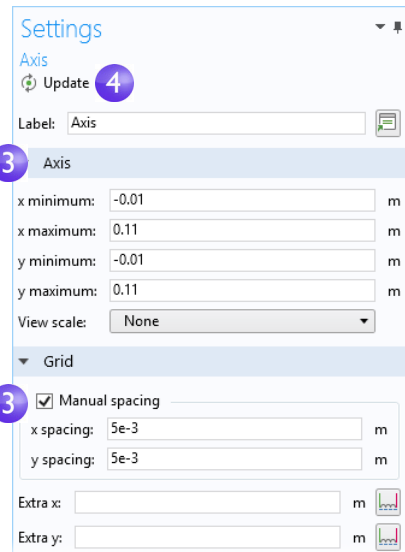 Settings
Axis
Update 4
Label: Axis
3 Axis
x minimum: -0.01 m
x maximum: 0.11 m
y minimum: -0.01 m
y maximum: 0.11 m
View scale: None
Grid
3 Manual spacing
x spacing: 5e-3 m
y spacing: 5e-3 m
Extra x: m
Extra y: m